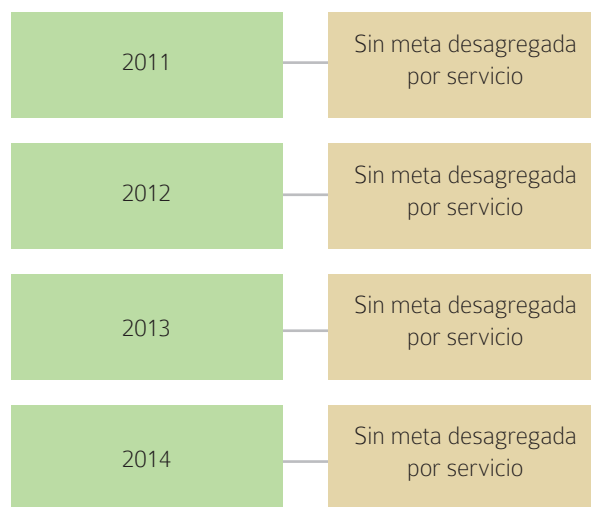 2011
Sin meta desagregada
por servicio
2012
Sin meta desagregada
por servicio
2013
Sin meta desagregada
por servicio
2014
Sin meta desagregada
por servicio